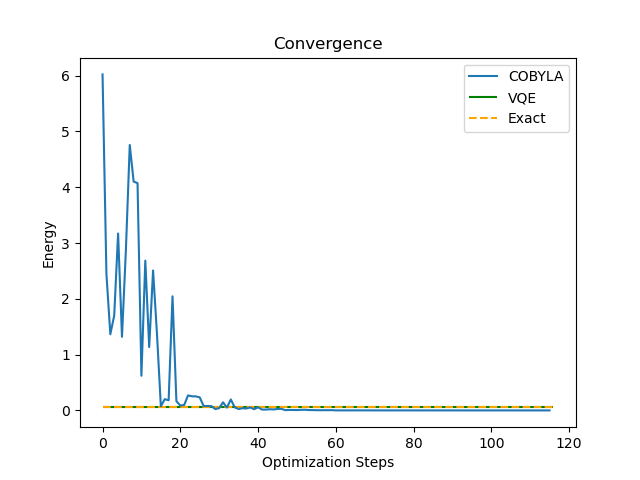 Convergence
COBYLA
VQE
Exact
Energy
6
5
4
3
2
1
0
0 20 40 60 80 100 120
Optimization Steps